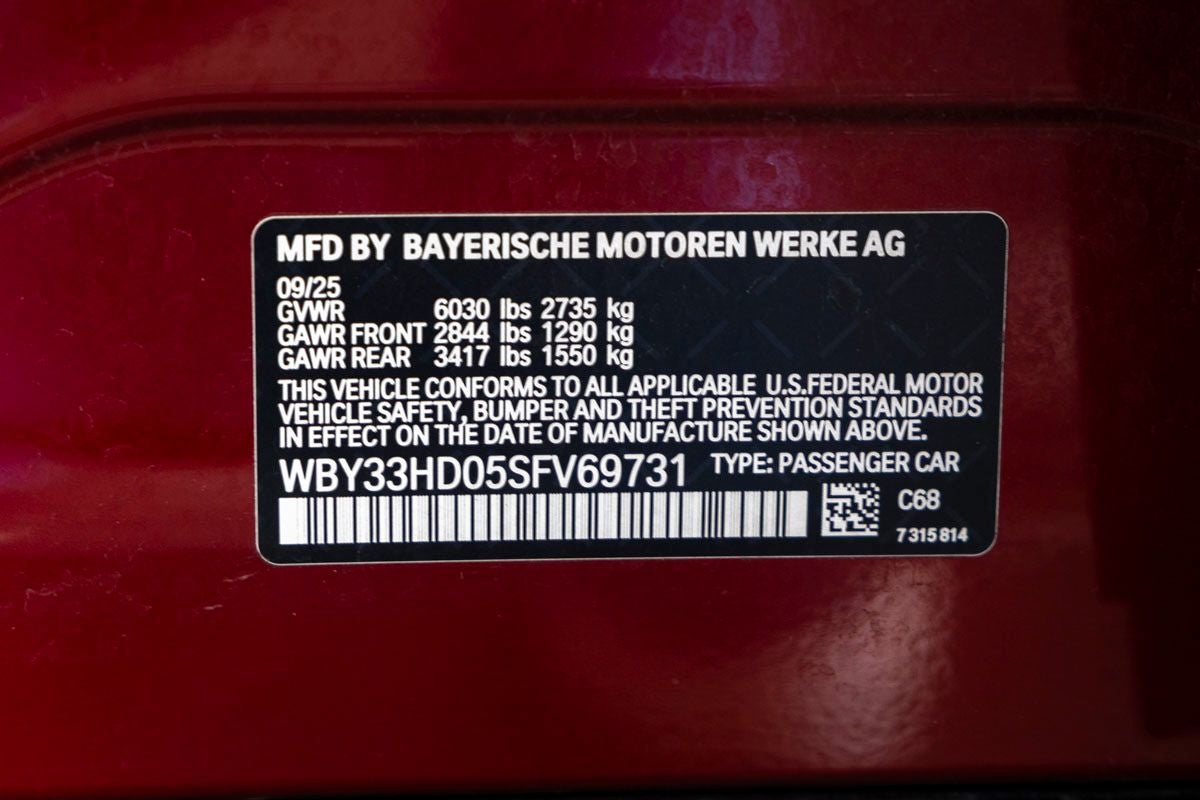 MFD BY BAYERISCHE MOTOREN WERKE AG
09/25
GVWR 6030 lbs 2735 kg
GAWR FRONT 2844 lbs 1290 kg
GAWR REAR 3417 lbs 1550 kg
THIS VEHICLE CONFORMS TO ALL APPLICABLE U.S.FEDERAL MOTOR
VEHICLE SAFETY, BUMPER AND THEFT PREVENTION STANDARDS
IN EFFECT ON THE DATE OF MANUFACTURE SHOWN ABOVE.
WBY33HD05SFV69731 TYPE: PASSENGER CAR
C68
7 315 814